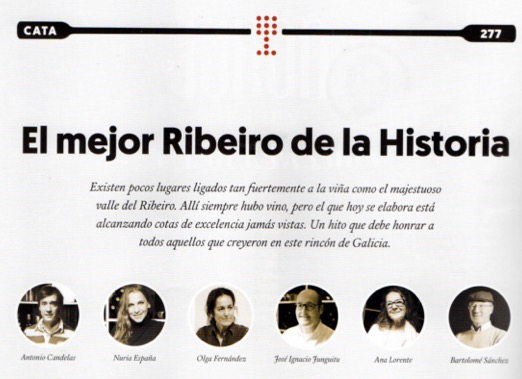 CATA
277
El mejor Ribeiro de la Historia
Existen pocos lugares ligados tan fuertemente a la viña como el majestuoso
valle del Ribeiro. Allí siempre hubo vino, pero el que hoy se elabora está
alcanzando cotas de excelencia jamás vistas. Un hito que debe honrar a
todos aquellos que creyeron en este rincón de Galicia.
Antonio Candelas
Nuria España
Olga Fernández
José Ignacio Junguitu
Ana Lorente
Bartolomé Sánchez